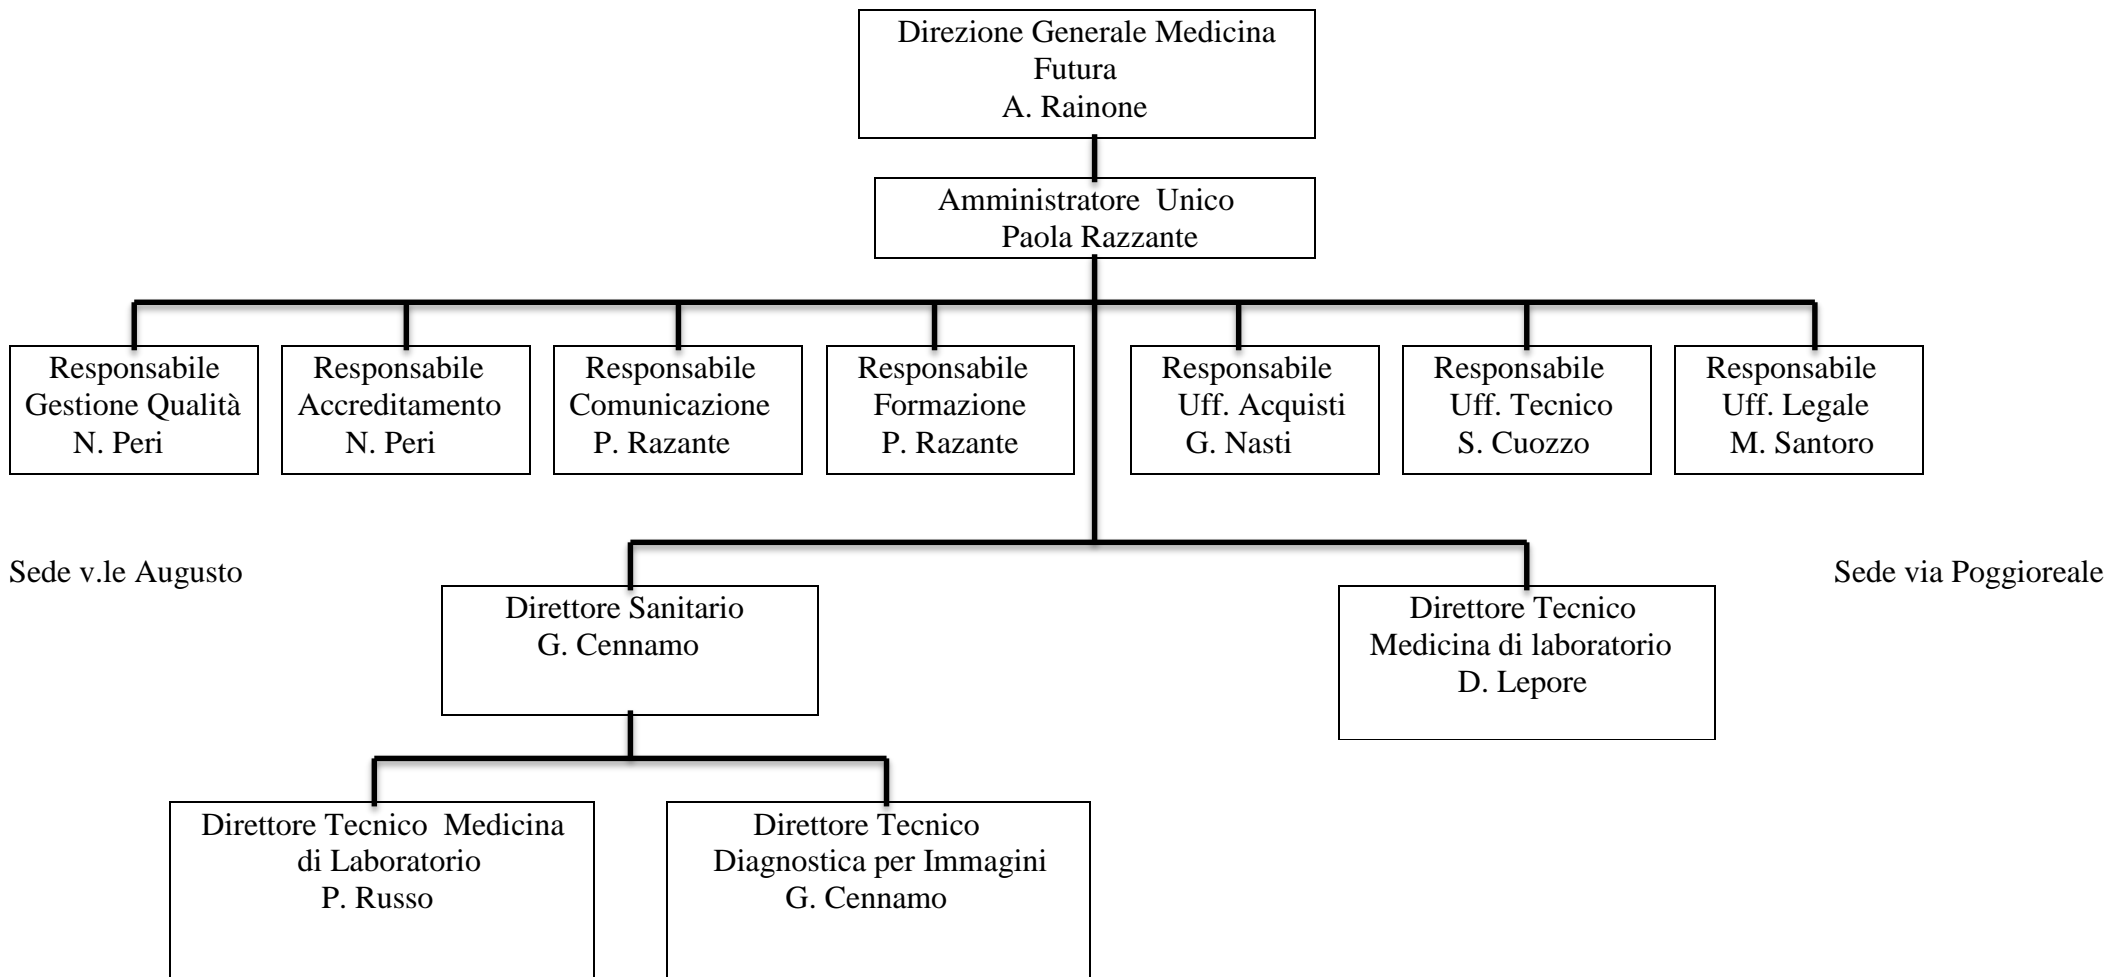 Direzione Generale Medicina
Futura
A. Rainone
Amministratore Unico
Paola Razzante
Responsabile
Gestione Qualità
N. Peri
Responsabile
Accreditamento
N. Peri
Responsabile
Comunicazione
P. Razante
Responsabile
Formazione
P. Razante
Responsabile
Uff. Acquisti
G. Nasti
Responsabile
Uff. Tecnico
S. Cuozzo
Responsabile
Uff. Legale
M. Santoro
Sede v.le Augusto
Sede via Poggioreale
Direttore Sanitario
G. Cennamo
Direttore Tecnico
Medicina di laboratorio
D. Lepore
Direttore Tecnico Medicina
di Laboratorio
P. Russo
Direttore Tecnico
Diagnostica per Immagini
G. Cennamo